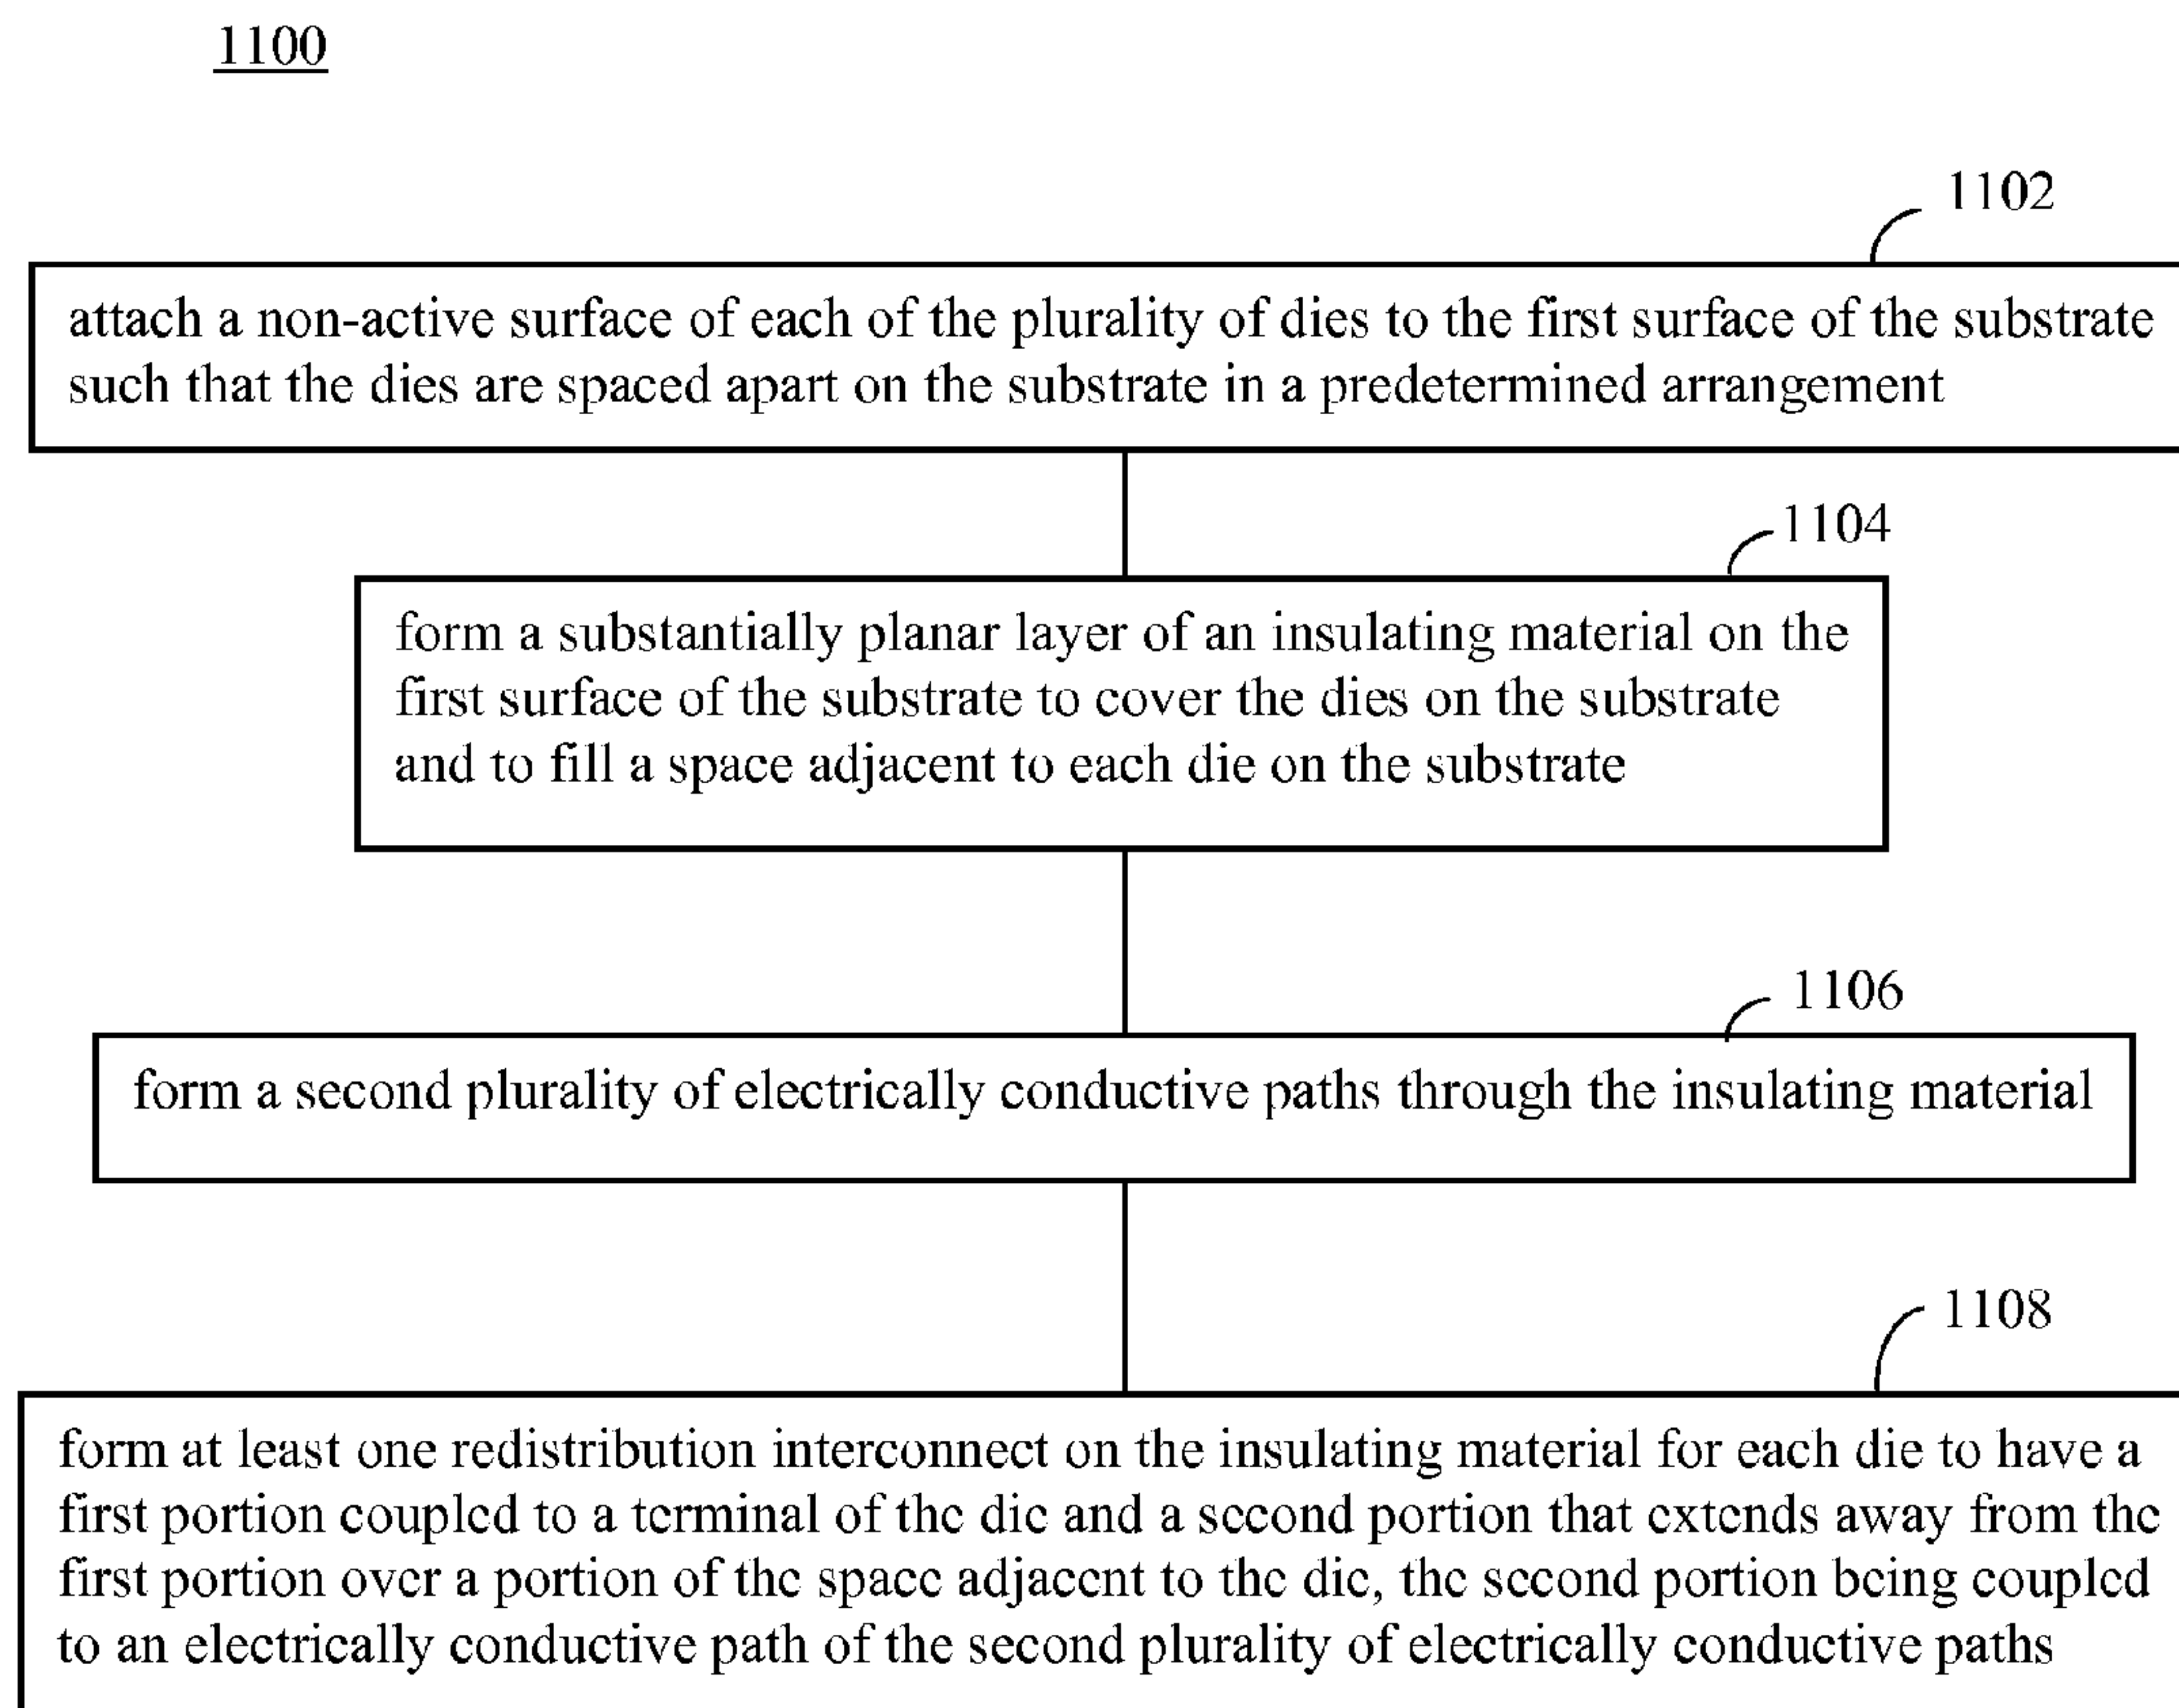 1100
1102
attach a non-active surface of each of the plurality of dies to the first surface of the substrate
such that the dies are spaced apart on the substrate in a predetermined arrangement
1104
form a substantially planar layer of an insulating material on the
first surface of the substrate to cover the dies on the substrate
and to fill a space adjacent to each die on the substrate
1106
form a second plurality of electrically conductive paths through the insulating material
1108
form at least one redistribution interconnect on the insulating material for each die to have a
first portion coupled to a terminal of the die and a second portion that extends away from the
first portion over a portion of the space adjacent to the die, the second portion being coupled
to an electrically conductive path of the second plurality of electrically conductive paths